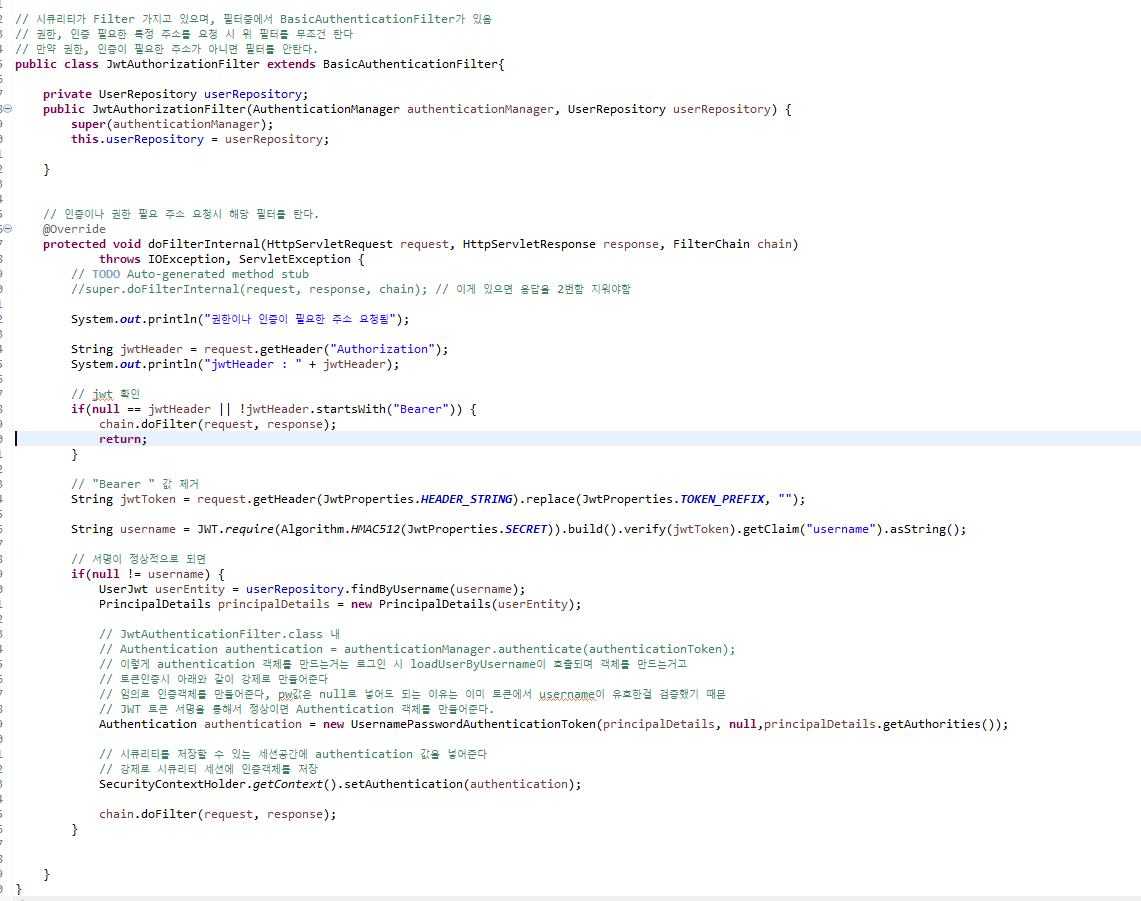 // 시큐리티가 Filter 가지고 있으며, 필터중에서 BasicAuthenticationFilter가 있음
// 권한, 인증 필요한 특정 주소를 요청 시 위 필터를 무조건 탄다
// 만약 권한, 인증이 필요한 주소가 아니면 필터를 안탄다.
public class JwtAuthorizationFilter extends BasicAuthenticationFilter{
private UserRepository userRepository;
public JwtAuthorizationFilter(AuthenticationManager authenticationManager, UserRepository userRepository) {
super(authenticationManager);
this.userRepository = userRepository;
}
// 인증이나 권한 필요 주소 요청시 해당 필터를 탄다.
@Override
protected void doFilterInternal(HttpServletRequest request, HttpServletResponse response, FilterChain chain)
throws IOException, ServletException {
// TODO Auto-generated method stub
//super.doFilterInternal(request, response, chain); // 이게 있으면 응답을 2번함 지워야함
System.out.println("권한이나 인증이 필요한 주소 요청됨");
String jwtHeader = request.getHeader("Authorization");
System.out.println("jwtHeader : " + jwtHeader);
// jwt 확인
if(null == jwtHeader || !jwtHeader.startsWith("Bearer")) {
chain.doFilter(request, response);
return;
}
// "Bearer " 값 제거
String jwtToken = request.getHeader(JwtProperties.HEADER_STRING).replace(JwtProperties.TOKEN_PREFIX, "");
String username = JWT.require(Algorithm.HMAC512(JwtProperties.SECRET)).build().verify(jwtToken).getClaim("username").asString();
// 서명이 정상적으로 되면
if(null != username) {
UserJwt userEntity = userRepository.findByUsername(username);
PrincipalDetails principalDetails = new PrincipalDetails(userEntity);
// JwtAuthenticationFilter.class 내
// Authentication authentication = authenticationManager.authenticate(authenticationToken);
// 이렇게 authentication 객체를 만드는거는 로그인 시 loadUserByUsername이 호출되며 객체를 만드는거고
// 토큰인증시 아래와 같이 강제로 만들어준다
// 임의로 인증객체를 만들어준다, pw값은 null로 넣어도 되는 이유는 이미 토큰에서 username이 유효한걸 검증했기 때문
// JWT 토큰 서명을 통해서 정상이면 Authentication 객체를 만들어준다.
Authentication authentication = new UsernamePasswordAuthenticationToken(principalDetails, null,principalDetails.getAuthorities());
// 시큐리티를 저장할 수 있는 세션공간에 authentication 값을 넣어준다
// 강제로 시큐리티 세션에 인증객체를 저장
SecurityContextHolder.getContext().setAuthentication(authentication);
chain.doFilter(request, response);
}
}
}